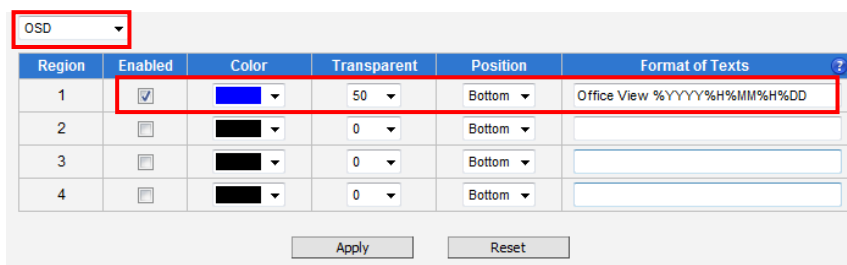 OSD
Region Enabled Color Transparent Position Format of Texts ?
1 50 Bottom Office View %YYYY%H%MM%H%DD
2 0 Bottom
3 0 Bottom
4 0 Bottom
Apply Reset